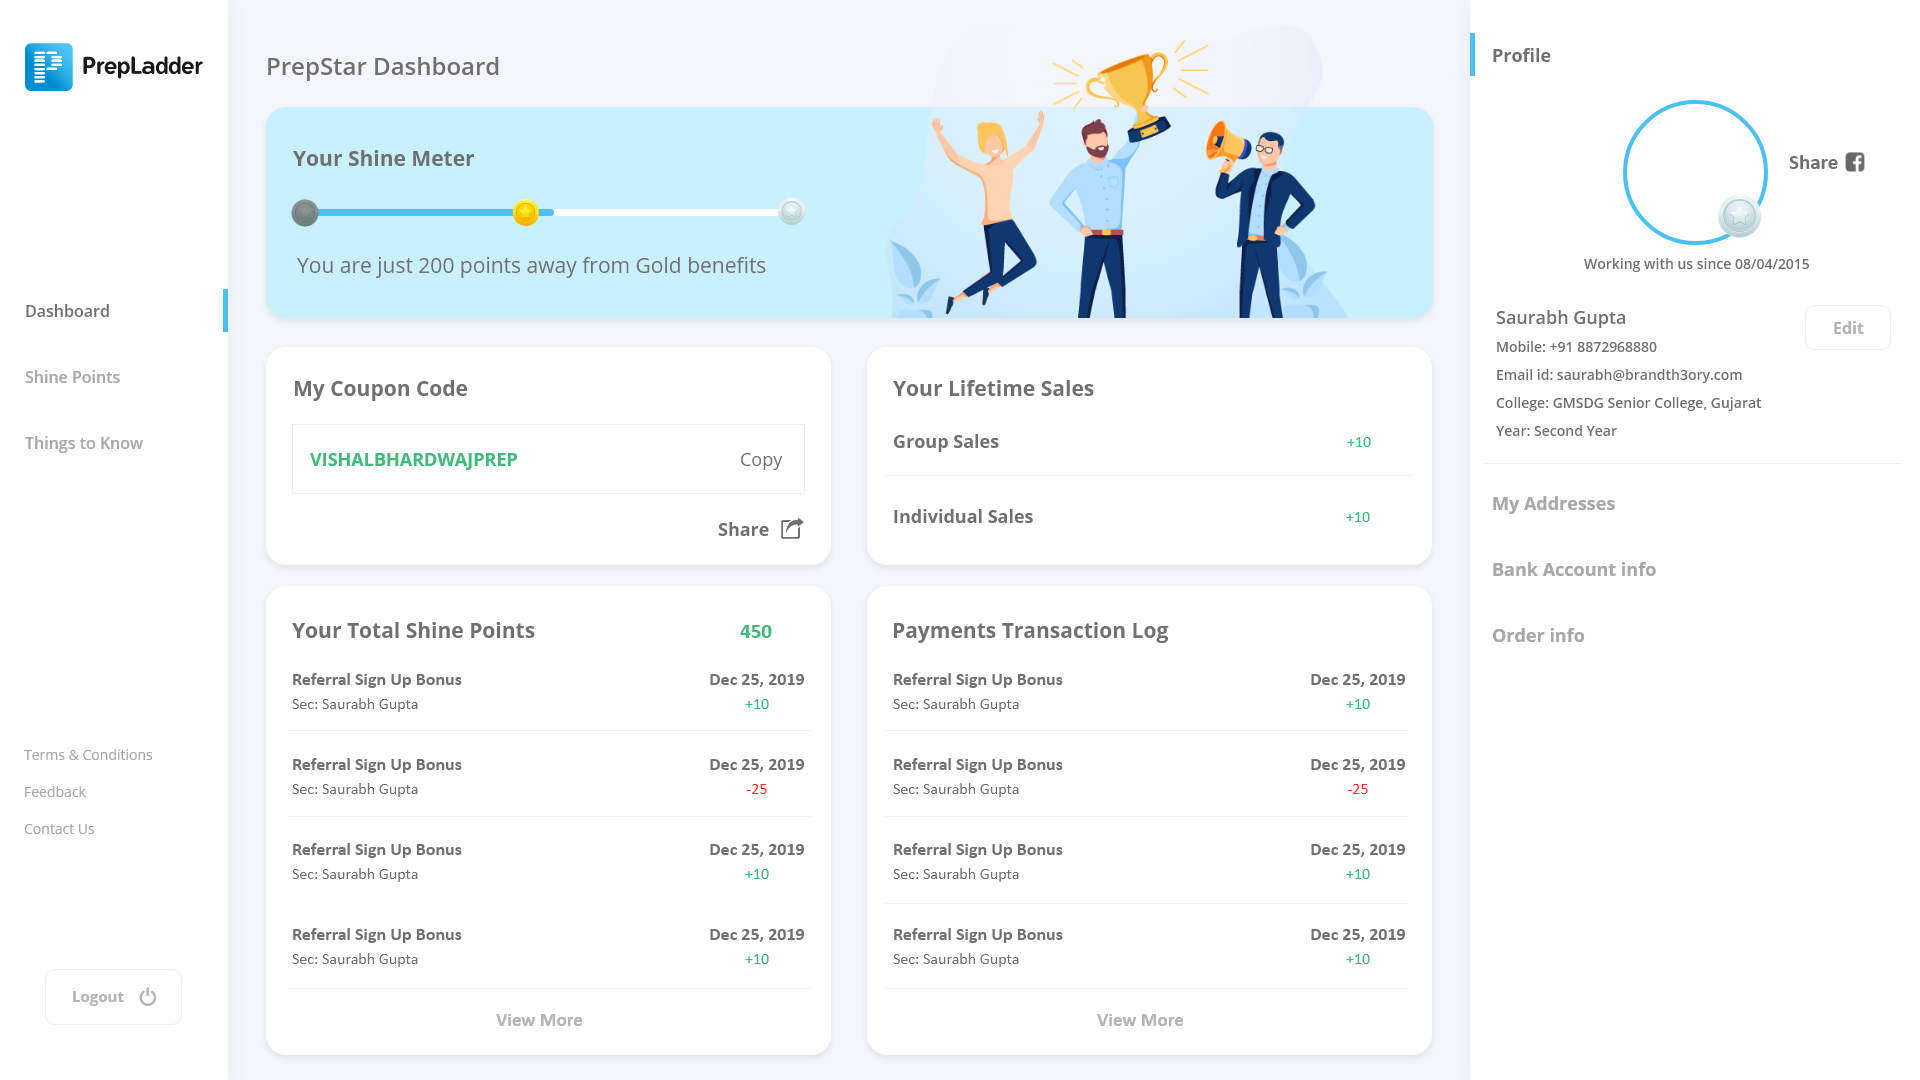 PrepLadder
Dashboard
Shine Points
Things to Know
Terms & Conditions
Feedback
Contact Us
Logout
PrepStar Dashboard
Your Shine Meter
You are just 200 points away from Gold benefits
My Coupon Code
VISHALBHARDWAJPREP Copy
Share
Your Lifetime Sales
Group Sales +10
Individual Sales +10
Your Total Shine Points 450
Referral Sign Up Bonus Dec 25, 2019
Sec: Saurabh Gupta +10
Referral Sign Up Bonus Dec 25, 2019
Sec: Saurabh Gupta -25
Referral Sign Up Bonus Dec 25, 2019
Sec: Saurabh Gupta +10
Referral Sign Up Bonus Dec 25, 2019
Sec: Saurabh Gupta +10
View More
Payments Transaction Log
Referral Sign Up Bonus Dec 25, 2019
Sec: Saurabh Gupta +10
Referral Sign Up Bonus Dec 25, 2019
Sec: Saurabh Gupta -25
Referral Sign Up Bonus Dec 25, 2019
Sec: Saurabh Gupta +10
Referral Sign Up Bonus Dec 25, 2019
Sec: Saurabh Gupta +10
View More
Profile
Share
Working with us since 08/04/2015
Saurabh Gupta
Edit
Mobile: +91 8872968880
Email id: saurabh@brandth3ory.com
College: GMSDG Senior College, Gujarat
Year: Second Year
My Addresses
Bank Account info
Order info